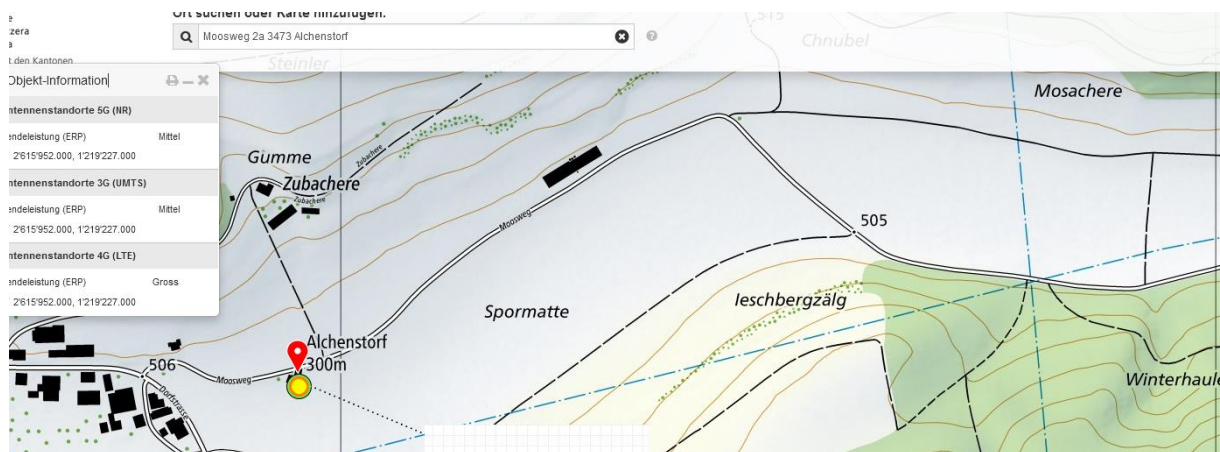 Ort suchen oder Karte hinzufügen:
Moosweg 2a 3473 Alchenstorf
e
tzera
a
t den Kantonen
Objekt-Information
ntennenstandorte 5G (NR)
endeleistung (ERP) Mittel
2'615'952.000, 1'219'227.000
ntennenstandorte 3G (UMTS)
endeleistung (ERP) Mittel
2'615'952.000, 1'219'227.000
ntennenstandorte 4G (LTE)
endeleistung (ERP) Gross
2'615'952.000, 1'219'227.000
515
Chnubel
Steinler
Mosachere
Gumme
Zubachere
Zubachere
Zubachere
Moosweg
505
Spormatte
Ieschbergzälg
Alchenstorf
300m
506
Moosweg
Dorfstrasse
Winterhaule